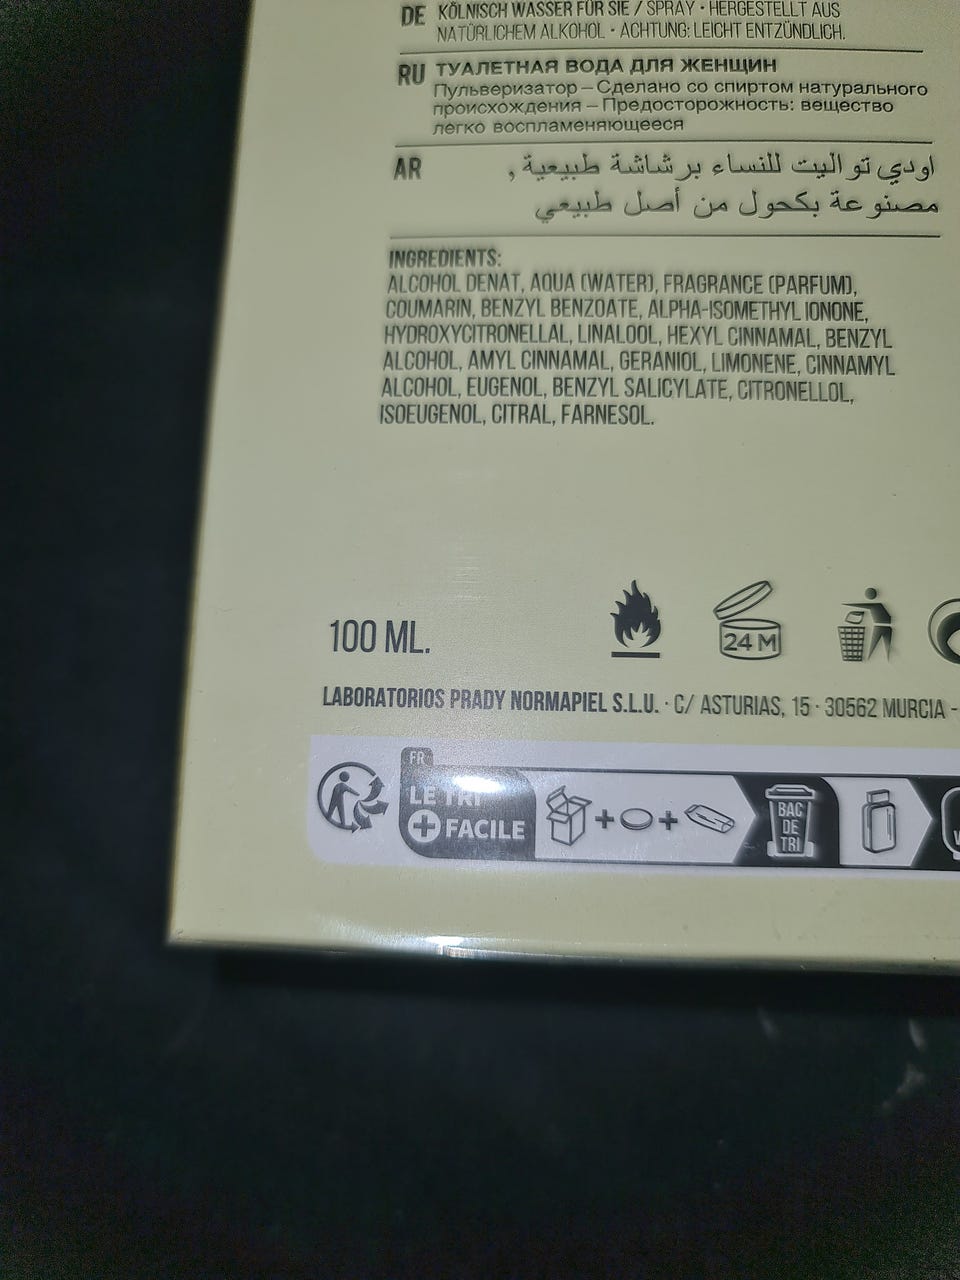 DE KÖLNISCH WASSER FÜR SIE / SPRAY · HERGESTELLT AUS
NATÜRLICHEM ALKOHOL · ACHTUNG: LEICHT ENTZÜNDLICH.
RU ТУАЛЕТНАЯ ВОДА ДЛЯ ЖЕНЩИН
Пульверизатор – Сделано со спиртом натурального
происхождения – Предосторожность: вещество
легко воспламеняющееся
AR اودي تواليت للنساء برشاشة طبيعية ,
مصنوعة بكحول من أصل طبيعي
INGREDIENTS:
ALCOHOL DENAT, AQUA (WATER), FRAGRANCE (PARFUM),
COUMARIN, BENZYL BENZOATE, ALPHA-ISOMETHYL IONONE,
HYDROXYCITRONELLAL, LINALOOL, HEXYL CINNAMAL, BENZYL
ALCOHOL, AMYL CINNAMAL, GERANIOL, LIMONENE, CINNAMYL
ALCOHOL, EUGENOL, BENZYL SALICYLATE, CITRONELLOL,
ISOEUGENOL, CITRAL, FARNESOL.
24 M
100 ML.
LABORATORIOS PRADY NORMAPIEL S.L.U. · C/ ASTURIAS, 15 · 30562 MURCIA -
FR
LE TRI
+ FACILE
+ +
BAC
DE
TRI